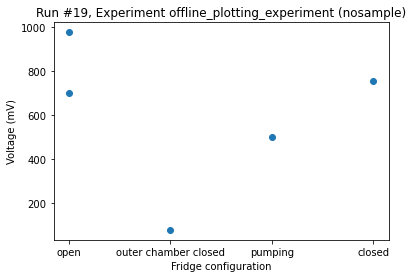 Run #19, Experiment offline_plotting_experiment (nosample)
1000
800
600
400
200
Voltage (mV)
open
outer chamber closed
pumping
closed
Fridge configuration